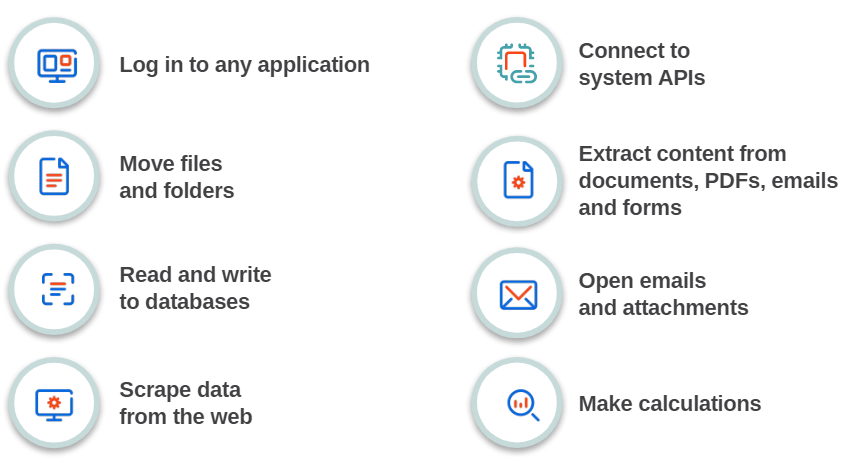 Log in to any application
Move files
and folders
Read and write
to databases
Scrape data
from the web
Connect to
system APIs
Extract content from
documents, PDFs, emails
and forms
Open emails
and attachments
Make calculations